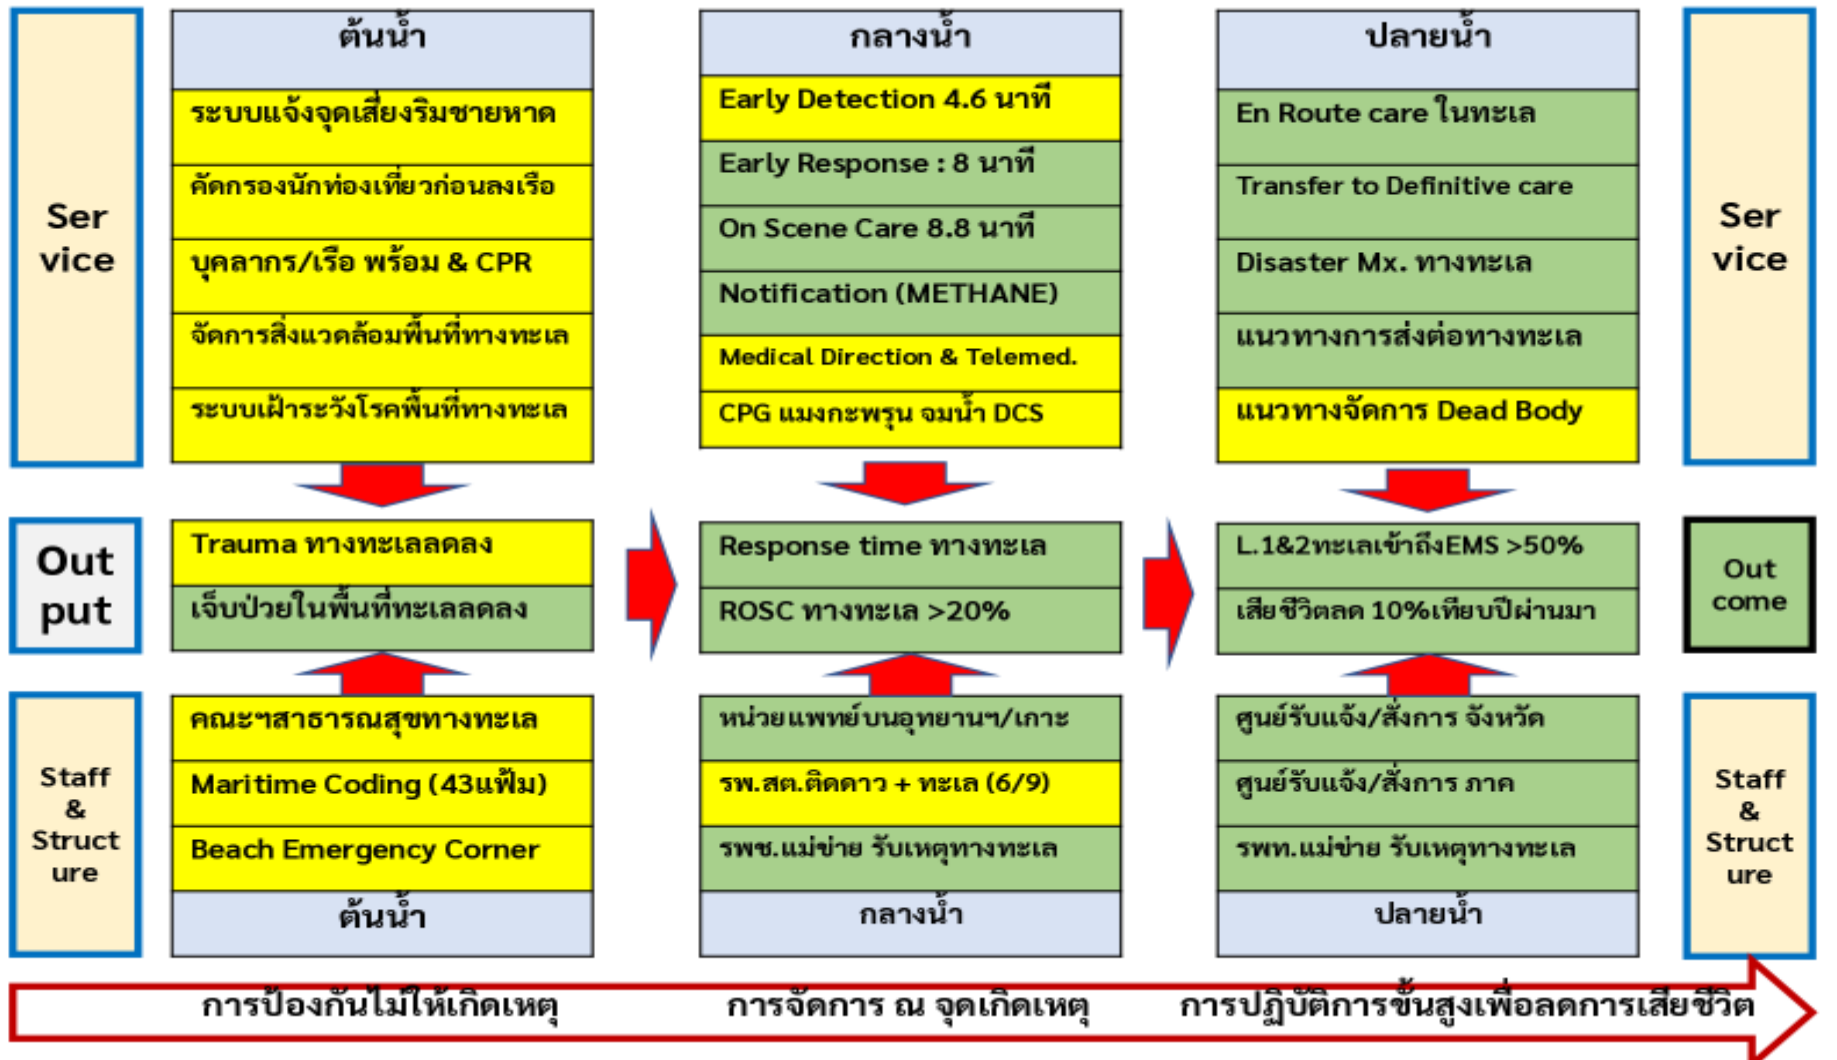 Ser
vice
ต้นน้ำ
ระบบแจ้งจุดเสี่ยงริมชายหาด
คัดกรองนักท่องเที่ยวก่อนลงเรือ
บุคลากร/เรือ พร้อม & CPR
จัดการสิ่งแวดล้อมพื้นที่ทางทะเล
ระบบเฝ้าระวังโรคพื้นที่ทางทะเล
กลางน้ำ
Early Detection 4.6 นาที
Early Response : 8 นาที
On Scene Care 8.8 นาที
Notification (METHANE)
Medical Direction & Telemed.
CPG แมงกะพรุน จมน้ำ DCS
ปลายน้ำ
En Route care ในทะเล
Transfer to Definitive care
Disaster Mx. ทางทะเล
แนวทางการส่งต่อทางทะเล
แนวทางจัดการ Dead Body
Ser
vice
Out
put
Trauma ทางทะเลลดลง
เจ็บป่วยในพื้นที่ทะเลลดลง
Response time ทางทะเล
ROSC ทางทะเล >20%
L.1&2ทะเลเข้าถึงEMS >50%
เสียชีวิตลด 10%เทียบปีผ่านมา
Out
come
Staff
&
Struct
ure
คณะฯสาธารณสุขทางทะเล
Maritime Coding (43แฟ้ม)
Beach Emergency Corner
ต้นน้ำ
หน่วยแพทย์บนอุทยานฯ/เกาะ
รพ.สต.ติดดาว + ทะเล (6/9)
รพช.แม่ข่าย รับเหตุทางทะเล
กลางน้ำ
ศูนย์รับแจ้ง/สั่งการ จังหวัด
ศูนย์รับแจ้ง/สั่งการ ภาค
รพท.แม่ข่าย รับเหตุทางทะเล
ปลายน้ำ
Staff
&
Struct
ure
การป้องกันไม่ให้เกิดเหตุ
การจัดการ ณ จุดเกิดเหตุ
การปฏิบัติการขั้นสูงเพื่อลดการเสียชีวิต